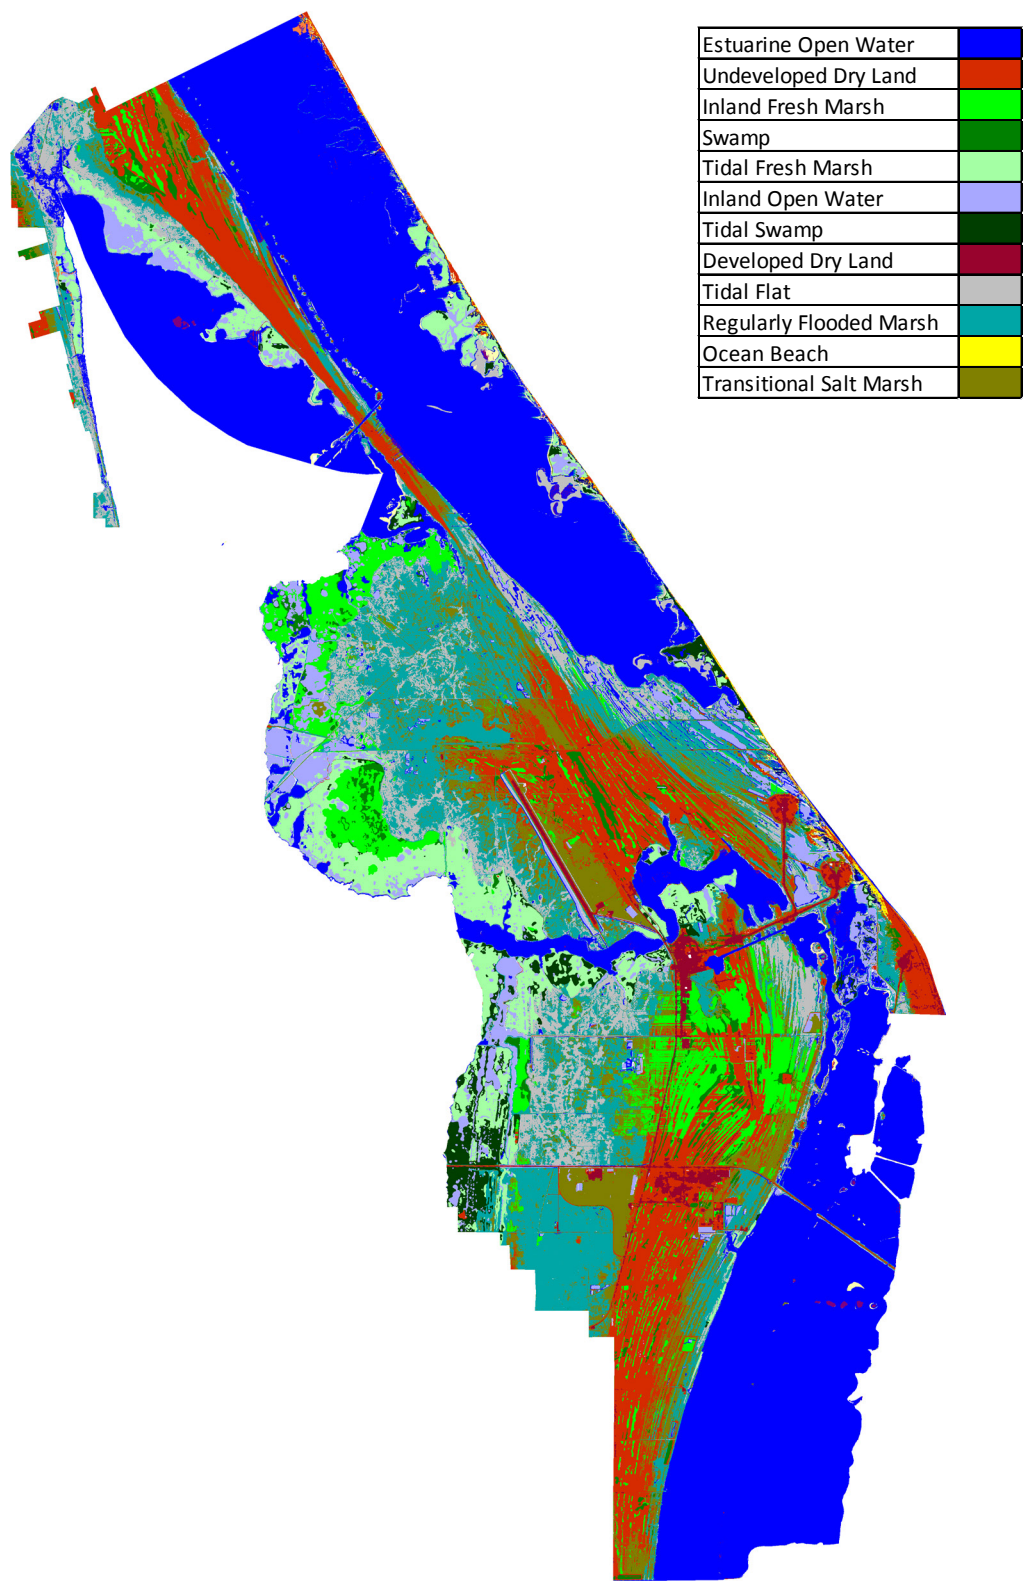 Estuarine Open Water
Undeveloped Dry Land
Inland Fresh Marsh
Swamp
Tidal Fresh Marsh
Inland Open Water
Tidal Swamp
Developed Dry Land
Tidal Flat
Regularly Flooded Marsh
Ocean Beach
Transitional Salt Marsh